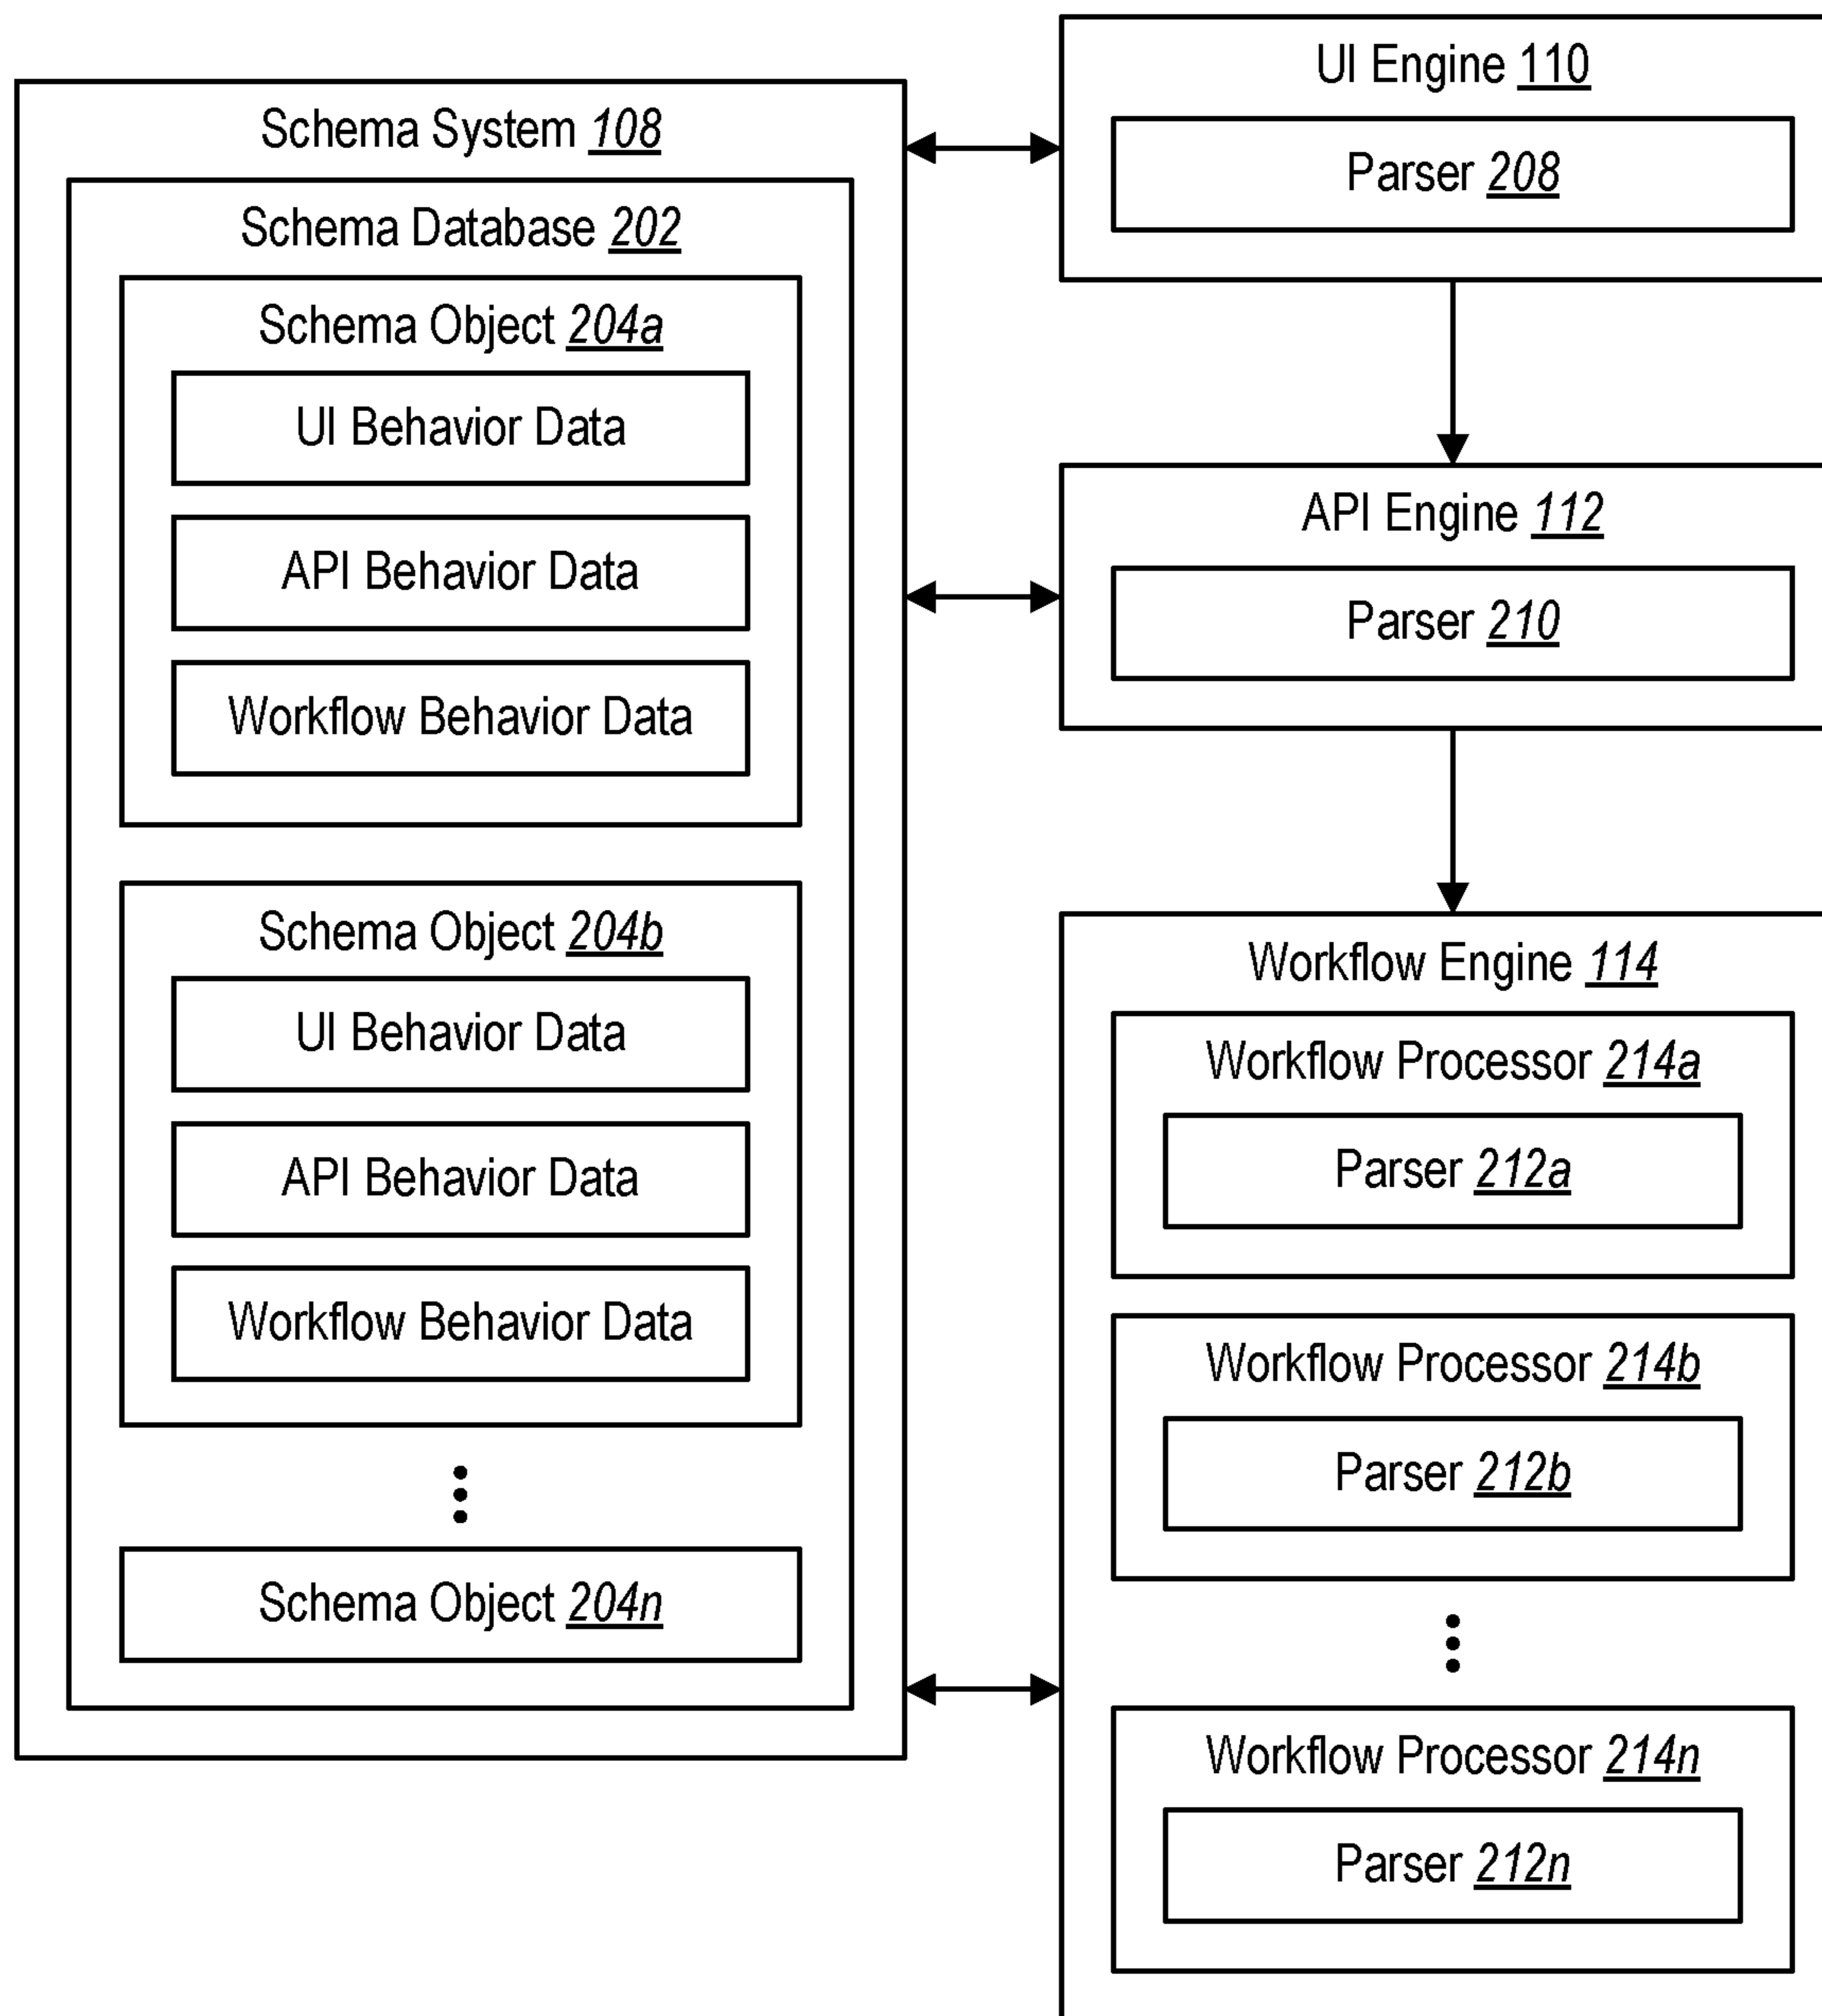 Schema System 108
Schema Database 202
Schema Object 204a
UI Behavior Data
API Behavior Data
Workflow Behavior Data
Schema Object 204b
UI Behavior Data
API Behavior Data
Workflow Behavior Data
Schema Object 204n
UI Engine 110
Parser 208
API Engine 112
Parser 210
Workflow Engine 114
Workflow Processor 214a
Parser 212a
Workflow Processor 214b
Parser 212b
Workflow Processor 214n
Parser 212n